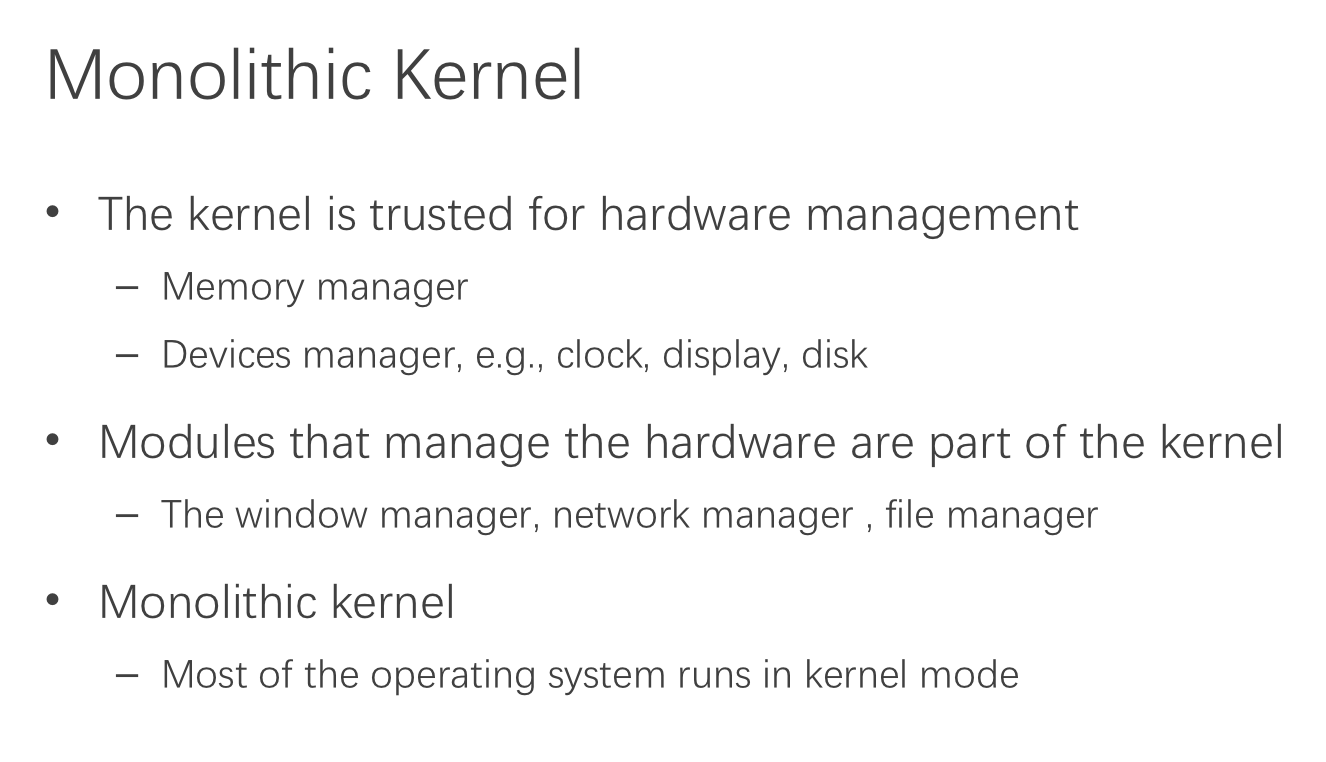 Monolithic Kernel
• The kernel is trusted for hardware management
– Memory manager
– Devices manager, e.g., clock, display, disk
• Modules that manage the hardware are part of the kernel
– The window manager, network manager , file manager
• Monolithic kernel
– Most of the operating system runs in kernel mode